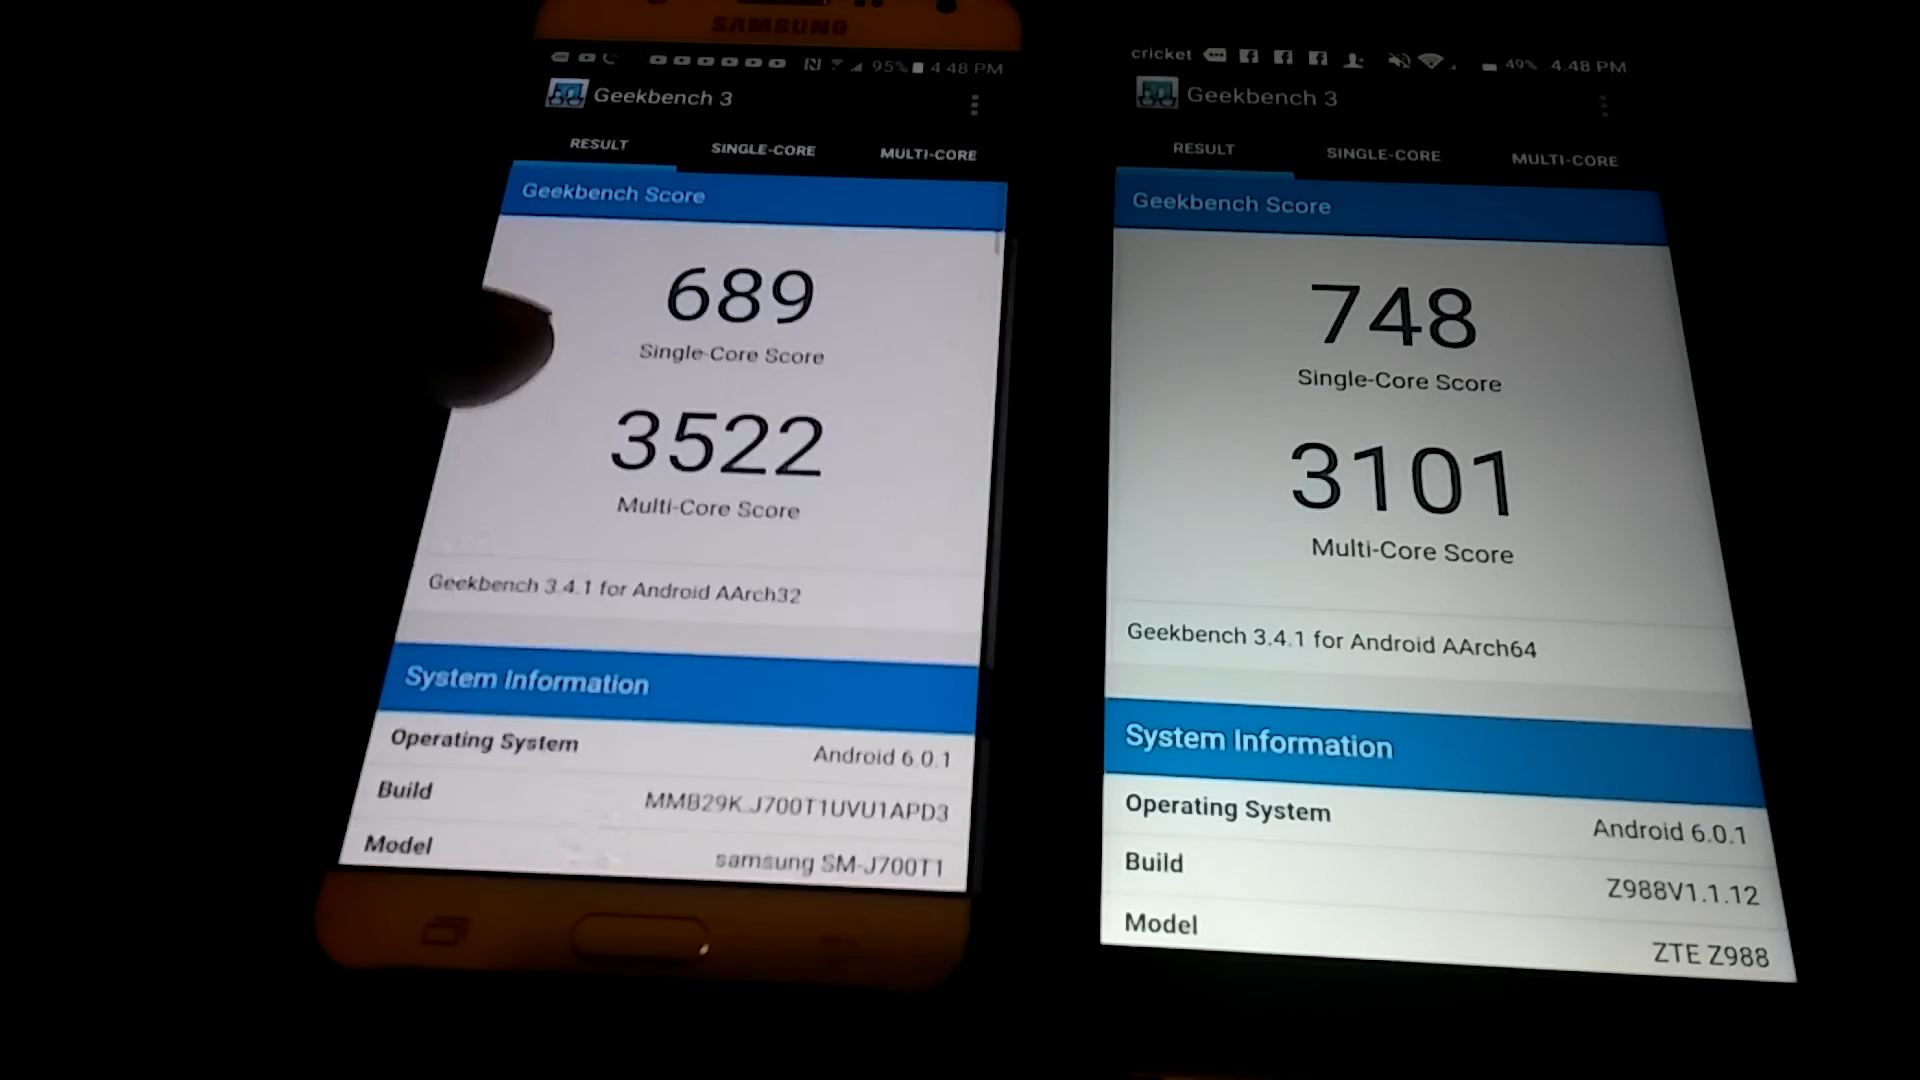 SAMSUNG
95% 4:48 PM
Geekbench 3
RESULT SINGLE-CORE MULTI-CORE
Geekbench Score
689
Single-Core Score
3522
Multi-Core Score
Geekbench 3.4.1 for Android AArch32
System Information
Operating System Android 6.0.1
Build MMB29K.J700T1UVU1APD3
Model samsung SM-J700T1
cricket 49% 4:48 PM
Geekbench 3
RESULT SINGLE-CORE MULTI-CORE
Geekbench Score
748
Single-Core Score
3101
Multi-Core Score
Geekbench 3.4.1 for Android AArch64
System Information
Operating System Android 6.0.1
Build Z988V1.1.12
Model ZTE Z988